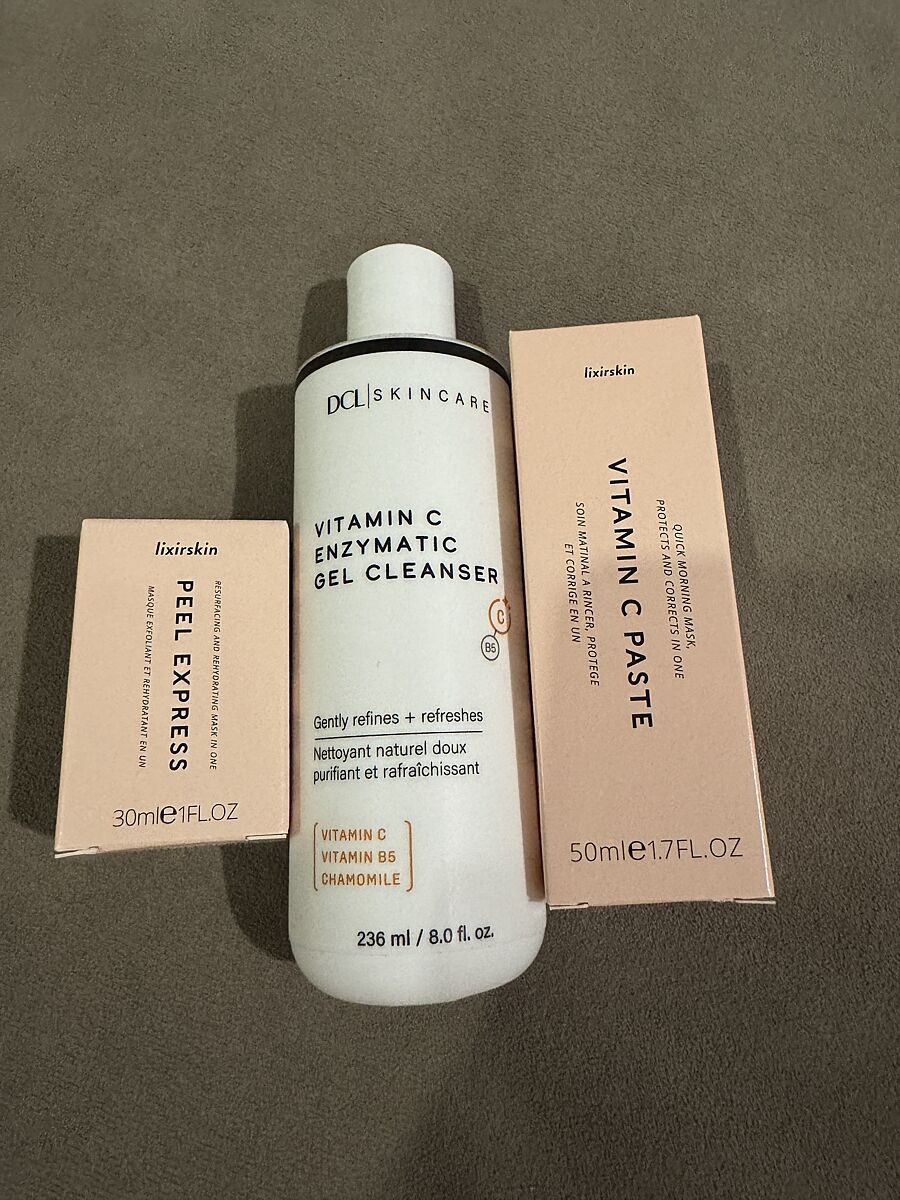 lixirskin
RESURFACING AND REHYDRATING MASK IN ONE
PEEL EXPRESS
MASQUE EXFOLIANT ET REHYDRATANT EN UN
30ml℮1FL.OZ
DCL|SKINCARE
VITAMIN C
ENZYMATIC
GEL CLEANSER
C
B5
Gently refines + refreshes
Nettoyant naturel doux
purifiant et rafraîchissant
VITAMIN C
VITAMIN B5
CHAMOMILE
236 ml / 8.0 fl. oz.
lixirskin
QUICK MORNING MASK,
PROTECTS AND CORRECTS IN ONE
VITAMIN C PASTE
SOIN MATINAL A RINCER, PROTEGE
ET CORRIGE EN UN
50ml℮1.7FL.OZ